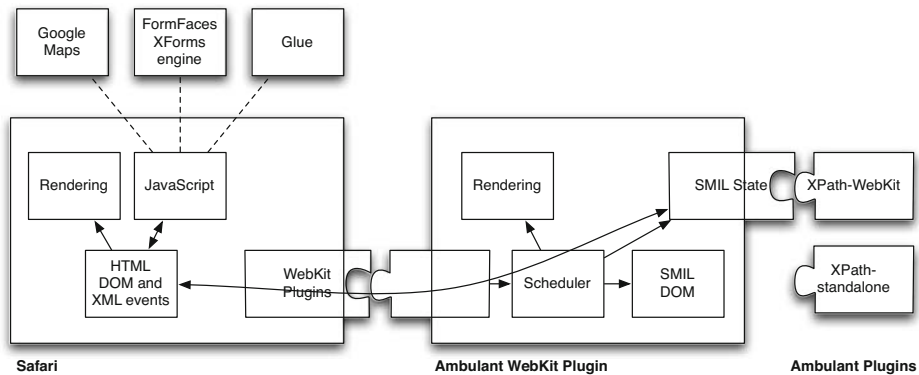 Google
Maps
FormFaces
XForms
engine
Glue
Rendering
JavaScript
HTML
DOM and
XML events
WebKit
Plugins
Rendering
Scheduler
SMIL
DOM
SMIL State
XPath-WebKit
XPath-
standalone
Safari
Ambulant WebKit Plugin
Ambulant Plugins